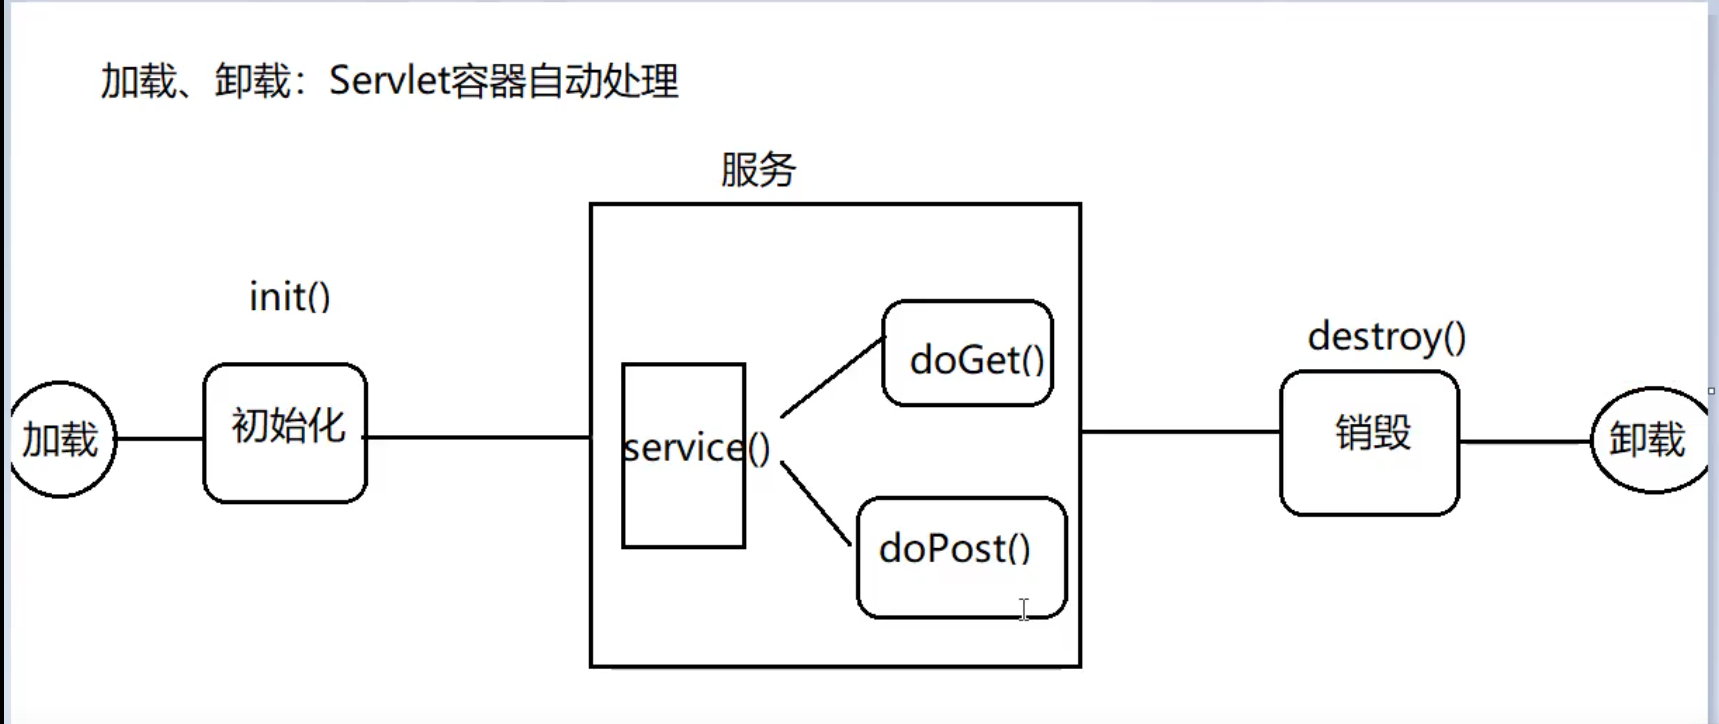 加载、卸载：Servlet容器自动处理
服务
init()
destroy()
加载
初始化
service()
doGet()
doPost()
销毁
卸载